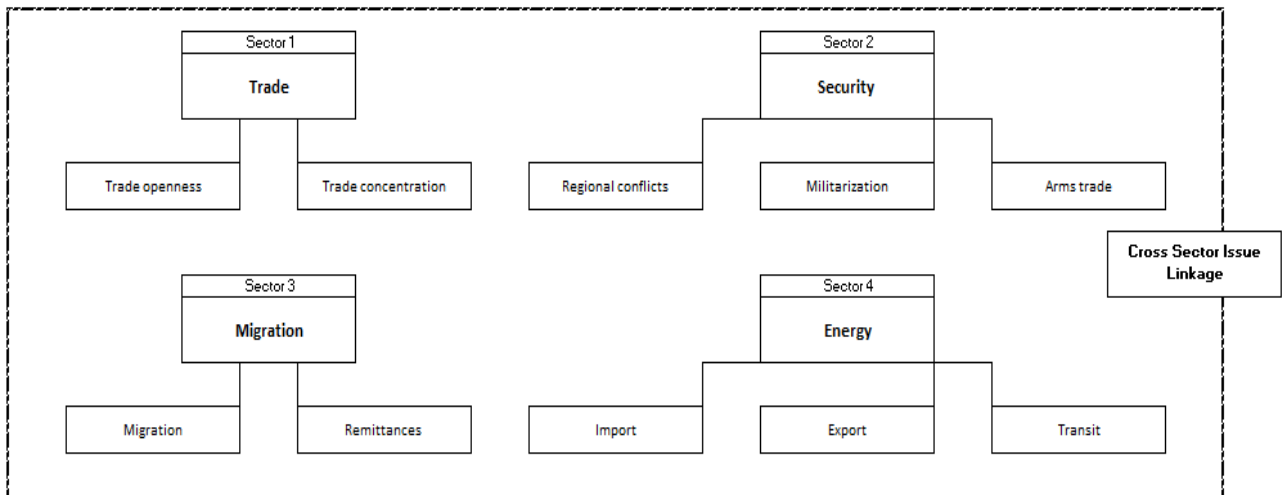 Sector 1
Trade
Trade openness
Trade concentration
Sector 2
Security
Regional conflicts
Militarization
Arms trade
Cross Sector Issue
Linkage
Sector 3
Migration
Migration
Remittances
Sector 4
Energy
Import
Export
Transit